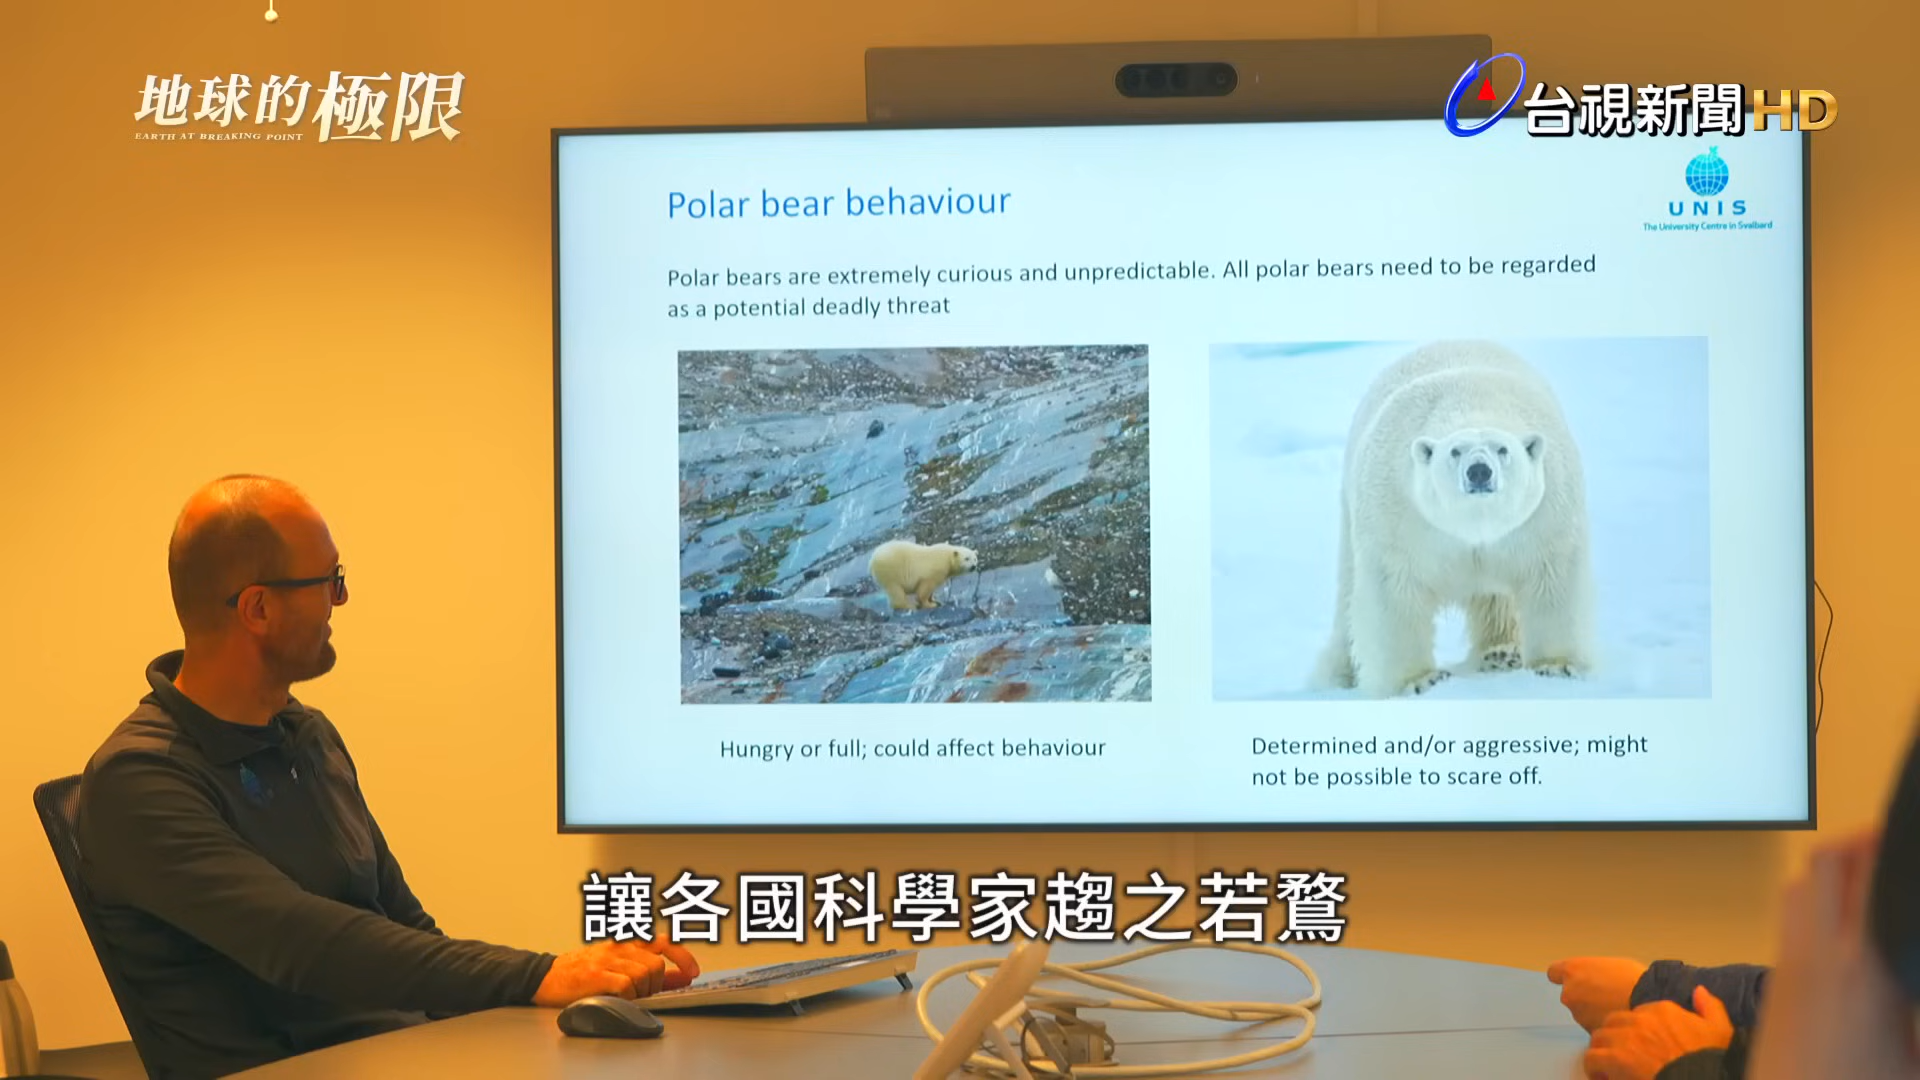 地球的極限
EARTH AT BREAKING POINT
台視新聞HD
UNIS
The University Centre in Svalbard
Polar bear behaviour
Polar bears are extremely curious and unpredictable. All polar bears need to be regarded
as a potential deadly threat
Hungry or full; could affect behaviour
Determined and/or aggressive; might
not be possible to scare off.
讓各國科學家趨之若鶩